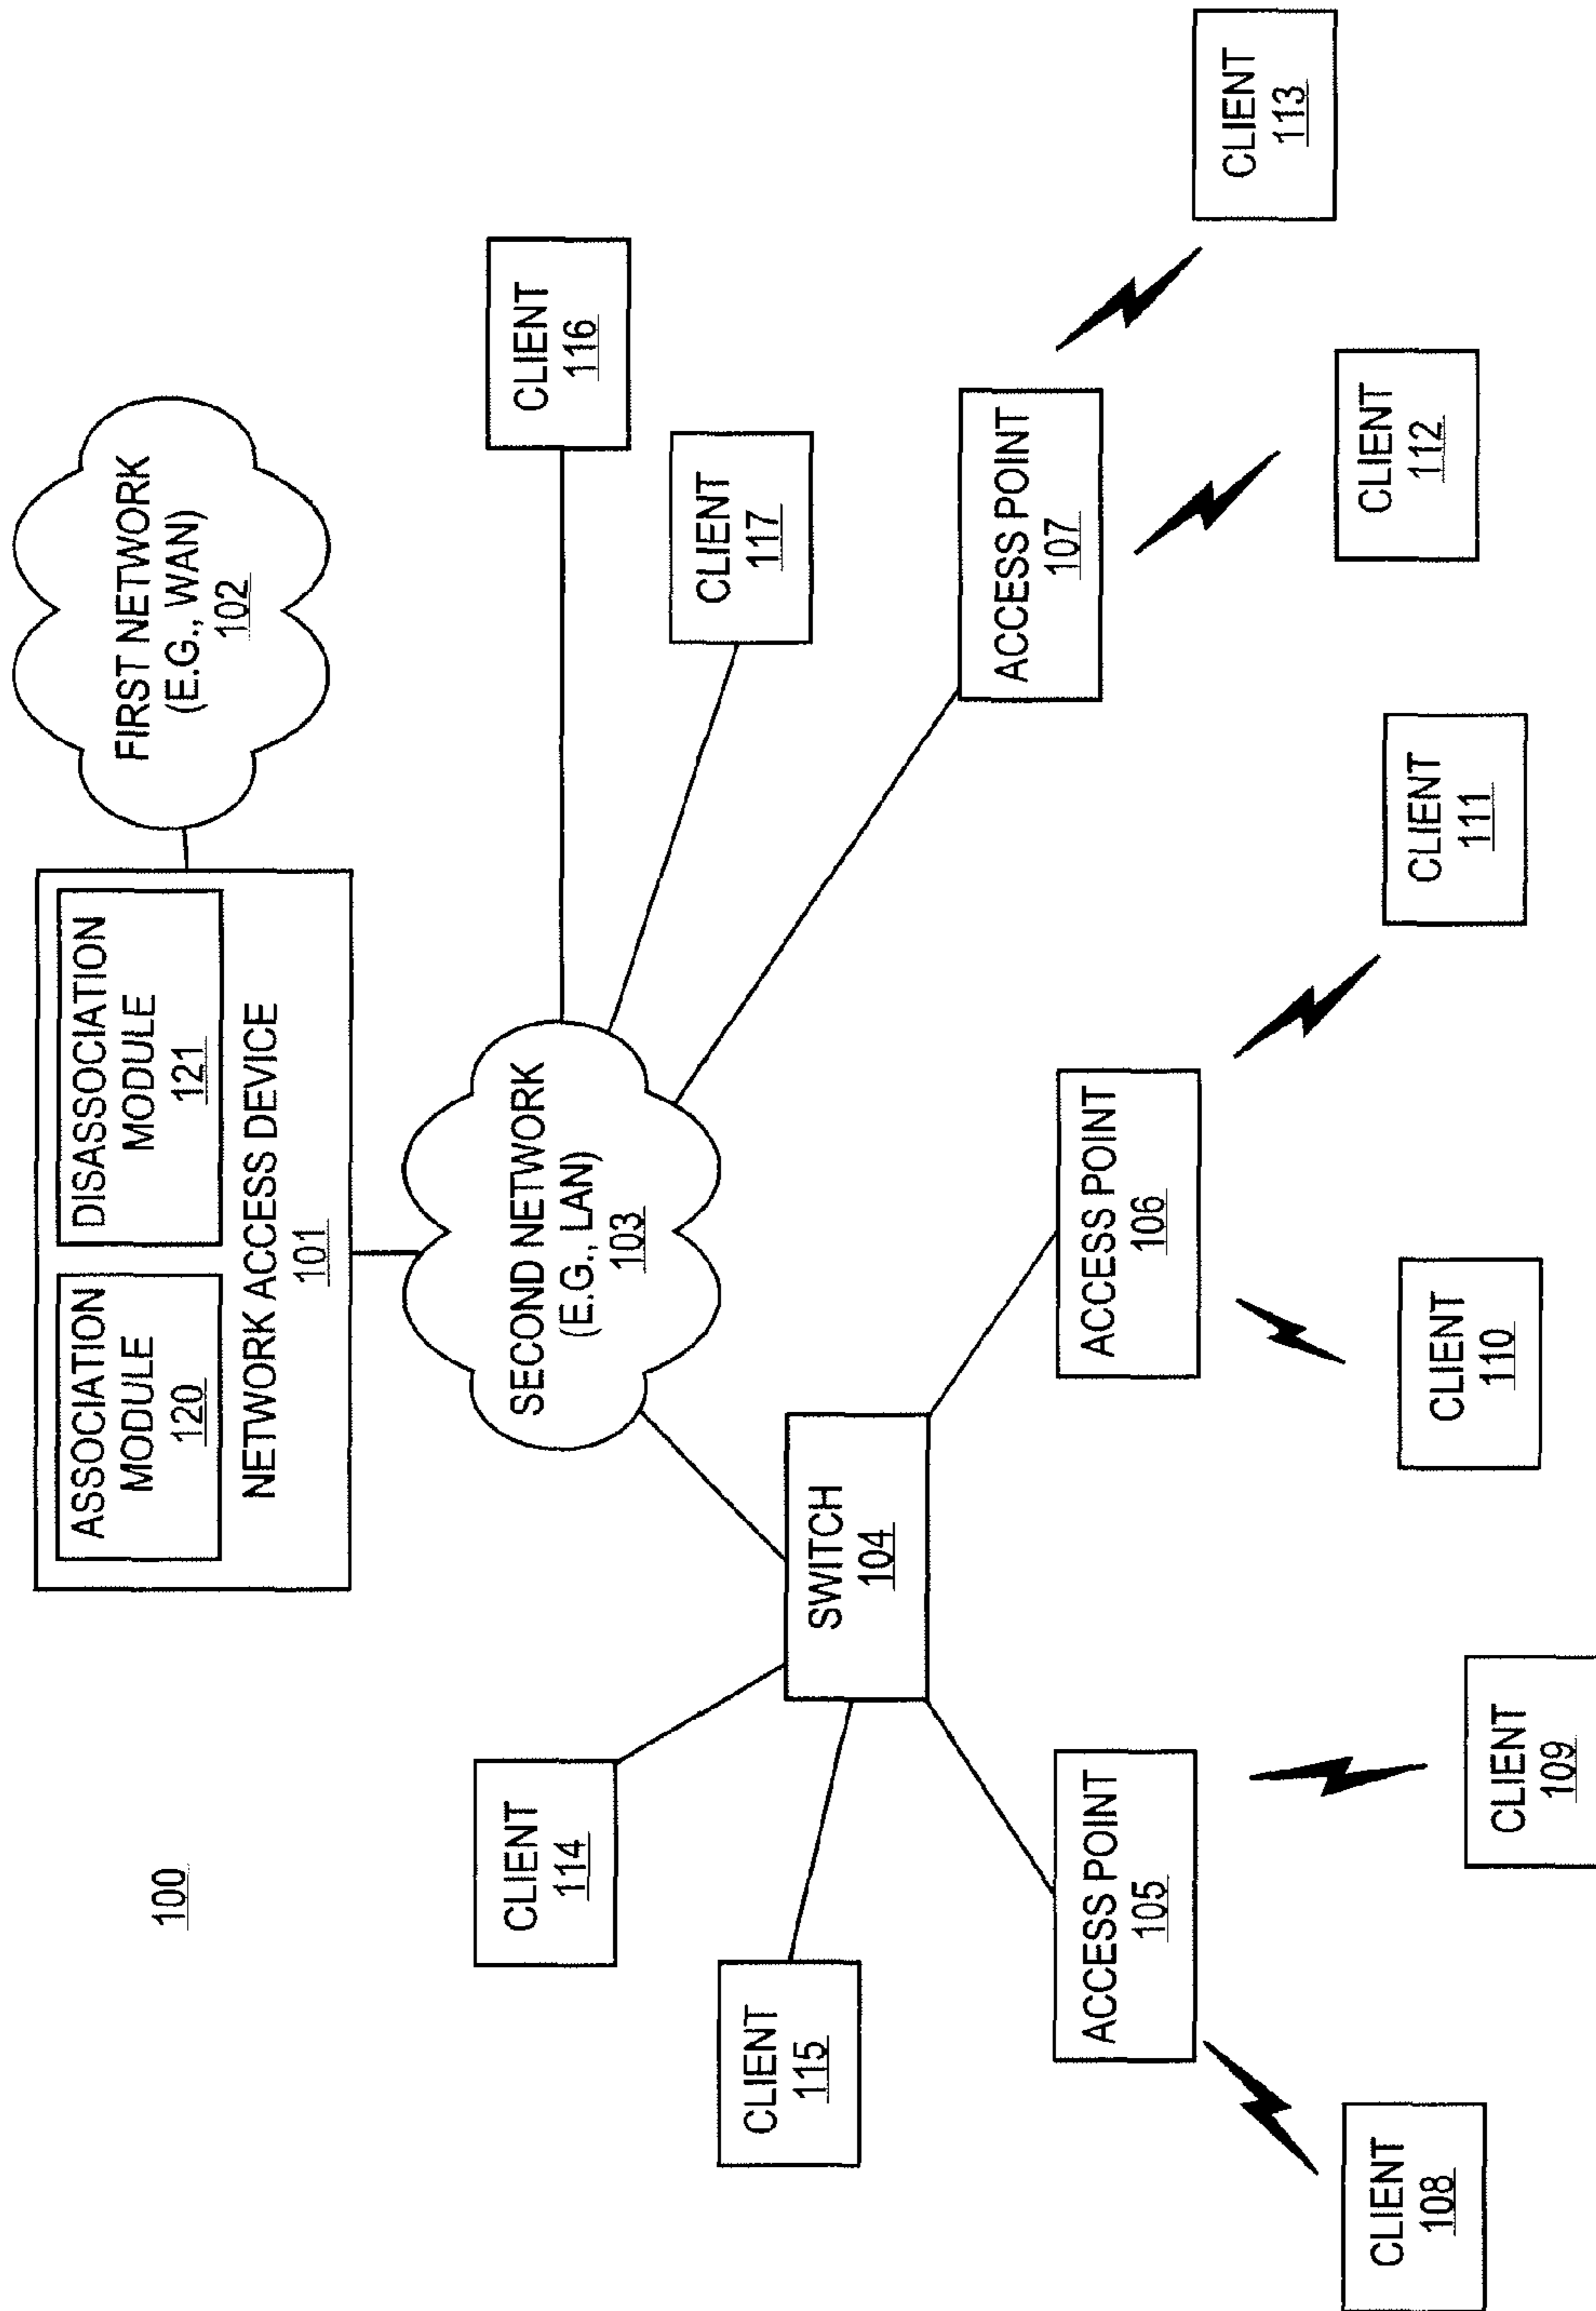 100
ASSOCIATION
MODULE
120
DISASSOCIATION
MODULE
121
NETWORK ACCESS DEVICE
101
FIRST NETWORK
(E.G., WAN)
102
SECOND NETWORK
(E.G., LAN)
103
CLIENT
114
CLIENT
116
CLIENT
115
SWITCH
104
CLIENT
117
ACCESS POINT
105
ACCESS POINT
106
ACCESS POINT
107
CLIENT
108
CLIENT
109
CLIENT
110
CLIENT
111
CLIENT
112
CLIENT
113